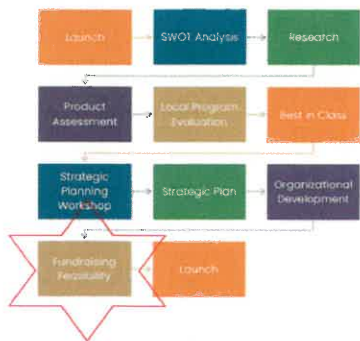 Launch
SWOT Analysis
Research
Product
Assessment
Local Program
Evaluation
Best in Class
Strategic
Planning
Workshop
Strategic Plan
Organizational
Development
Fundraising
Feasibility
Launch